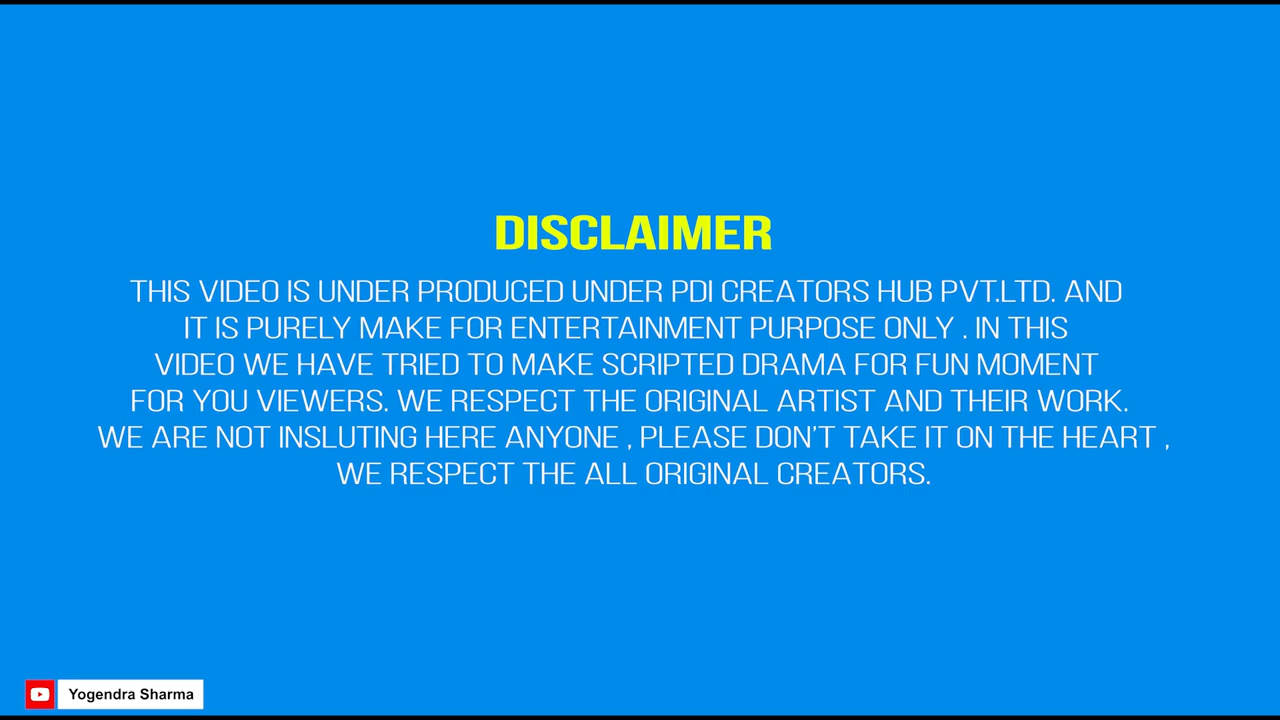 DISCLAIMER
THIS VIDEO IS UNDER PRODUCED UNDER PDI CREATORS HUB PVT.LTD. AND
IT IS PURELY MAKE FOR ENTERTAINMENT PURPOSE ONLY . IN THIS
VIDEO WE HAVE TRIED TO MAKE SCRIPTED DRAMA FOR FUN MOMENT
FOR YOU VIEWERS. WE RESPECT THE ORIGINAL ARTIST AND THEIR WORK.
WE ARE NOT INSLUTING HERE ANYONE , PLEASE DON'T TAKE IT ON THE HEART ,
WE RESPECT THE ALL ORIGINAL CREATORS.
Yogendra Sharma